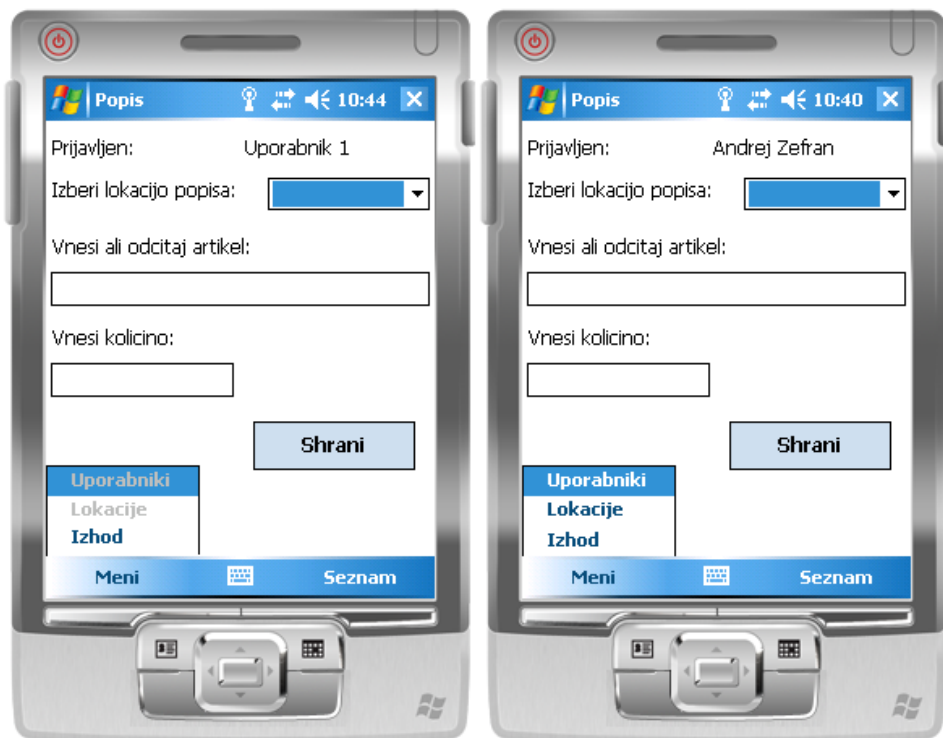 Popis 10:44
Prijavljen: Uporabnik 1
Izberi lokacijo popisa:
Vnesi ali odcitaj artikel:
Vnesi kolicino:
Shrani
Uporabniki
Lokacije
Izhod
Meni Seznam
Popis 10:40
Prijavljen: Andrej Zefran
Izberi lokacijo popisa:
Vnesi ali odcitaj artikel:
Vnesi kolicino:
Shrani
Uporabniki
Lokacije
Izhod
Meni Seznam